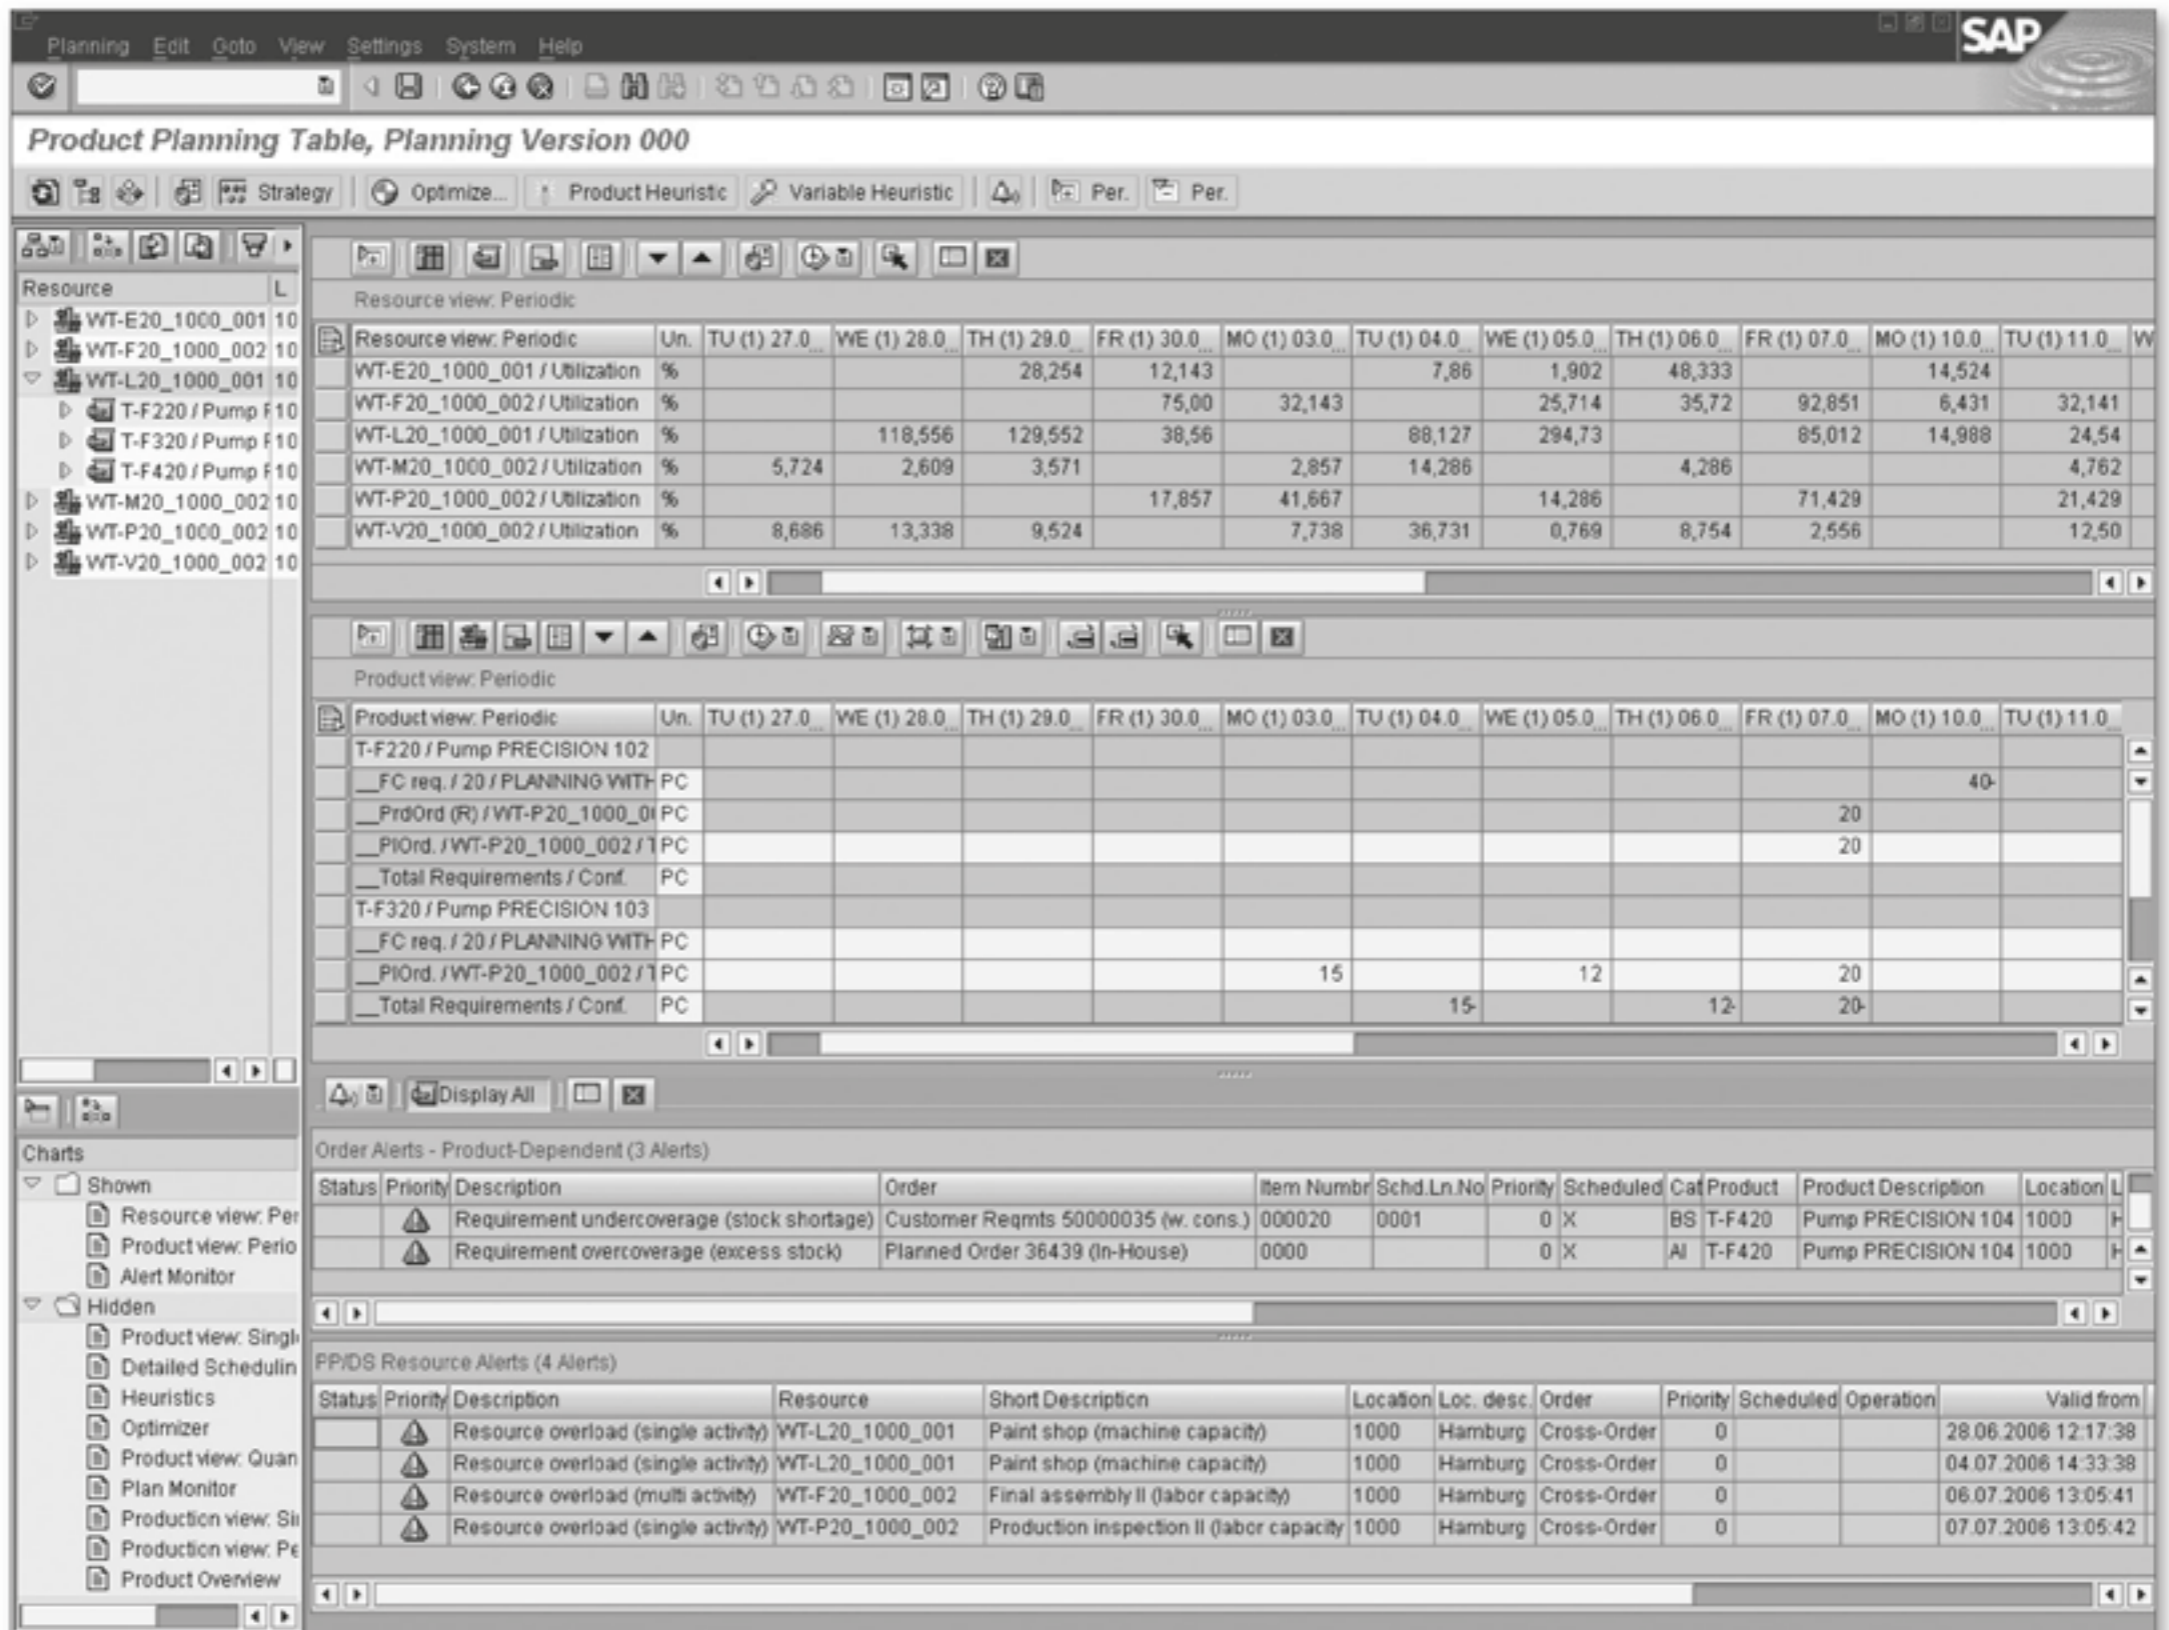 Planning Edit Goto View Settings System Help
SAP
Product Planning Table, Planning Version 000
Strategy Optimize... Product Heuristic Variable Heuristic Per. Per.
Resource L
WT-E20_1000_001 10
WT-F20_1000_002 10
WT-L20_1000_001 10
T-F220 / Pump F 10
T-F320 / Pump F 10
T-F420 / Pump F 10
WT-M20_1000_002 10
WT-P20_1000_002 10
WT-V20_1000_002 10
Resource view: Periodic
Resource view: Periodic Un. TU (1) 27.0... WE (1) 28.0... TH (1) 29.0... FR (1) 30.0... MO (1) 03.0... TU (1) 04.0... WE (1) 05.0... TH (1) 06.0... FR (1) 07.0... MO (1) 10.0... TU (1) 11.0... W
WT-E20_1000_001 / Utilization % 28,254 12,143 7,86 1,902 48,333 14,524
WT-F20_1000_002 / Utilization % 75,00 32,143 25,714 35,72 92,851 6,431 32,141
WT-L20_1000_001 / Utilization % 118,556 129,552 38,56 88,127 294,73 85,012 14,988 24,54
WT-M20_1000_002 / Utilization % 5,724 2,609 3,571 2,857 14,286 4,286 4,762
WT-P20_1000_002 / Utilization % 17,857 41,667 14,286 71,429 21,429
WT-V20_1000_002 / Utilization % 8,686 13,338 9,524 7,738 36,731 0,769 8,754 2,556 12,50
Product view: Periodic
Product view: Periodic Un. TU (1) 27.0... WE (1) 28.0... TH (1) 29.0... FR (1) 30.0... MO (1) 03.0... TU (1) 04.0... WE (1) 05.0... TH (1) 06.0... FR (1) 07.0... MO (1) 10.0... TU (1) 11.0...
T-F220 / Pump PRECISION 102
__FC req. / 20 / PLANNING WITH PC 40-
__PrdOrd (R) / WT-P20_1000_0 PC 20
__PlOrd. / WT-P20_1000_002 / T PC 20
__Total Requirements / Conf. PC
T-F320 / Pump PRECISION 103
__FC req. / 20 / PLANNING WITH PC
__PlOrd. / WT-P20_1000_002 / T PC 15 12 20
__Total Requirements / Conf. PC 15- 12- 20-
Display All
Charts
Shown
Resource view: Per
Product view: Perio
Alert Monitor
Hidden
Product view: Singl
Detailed Schedulin
Heuristics
Optimizer
Product view: Quan
Plan Monitor
Production view: Si
Production view: Pe
Product Overview
Order Alerts - Product-Dependent (3 Alerts)
Status Priority Description Order Item Numbr Schd.Ln.No Priority Scheduled Cat Product Product Description Location L
Requirement undercoverage (stock shortage) Customer Reqmts 50000035 (w. cons.) 000020 0001 0 X BS T-F420 Pump PRECISION 104 1000 H
Requirement overcoverage (excess stock) Planned Order 36439 (In-House) 0000 0 X AI T-F420 Pump PRECISION 104 1000 H
PP/DS Resource Alerts (4 Alerts)
Status Priority Description Resource Short Description Location Loc. desc. Order Priority Scheduled Operation Valid from
Resource overload (single activity) WT-L20_1000_001 Paint shop (machine capacity) 1000 Hamburg Cross-Order 0 28.06.2006 12:17:38
Resource overload (single activity) WT-L20_1000_001 Paint shop (machine capacity) 1000 Hamburg Cross-Order 0 04.07.2006 14:33:38
Resource overload (multi activity) WT-F20_1000_002 Final assembly II (labor capacity) 1000 Hamburg Cross-Order 0 06.07.2006 13:05:41
Resource overload (single activity) WT-P20_1000_002 Production inspection II (labor capacity 1000 Hamburg Cross-Order 0 07.07.2006 13:05:42